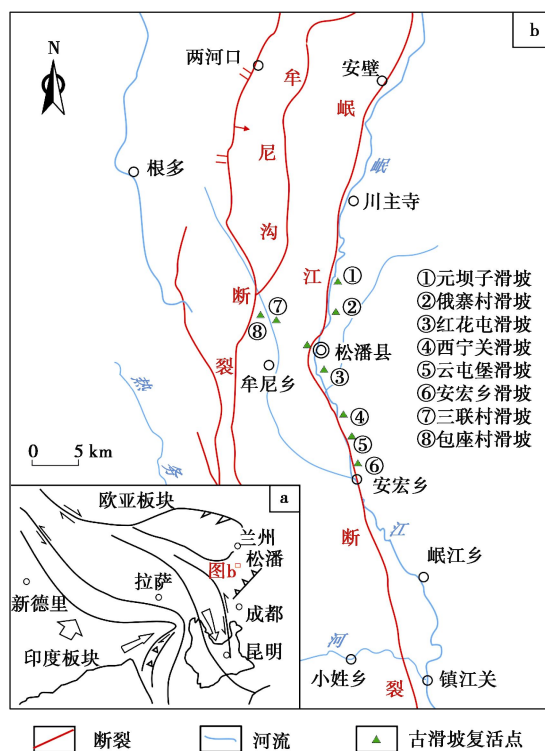 b
N
两河口
安壁
牟
岷
尼
岷
根多
川主寺
沟
江
断
①
②
⑦
⑧
松潘县
③
裂
牟尼乡
④
⑤
⑥
安宏乡
①元坝子滑坡
②俄寨村滑坡
③红花屯滑坡
④西宁关滑坡
⑤云屯堡滑坡
⑥安宏乡滑坡
⑦三联村滑坡
⑧包座村滑坡
热
务
0 5 km
断
江
岷江乡
河
小姓乡
镇江关
裂
a
欧亚板块
兰州
松潘
图b
拉萨
成都
新德里
印度板块
昆明
断裂
河流
古滑坡复活点